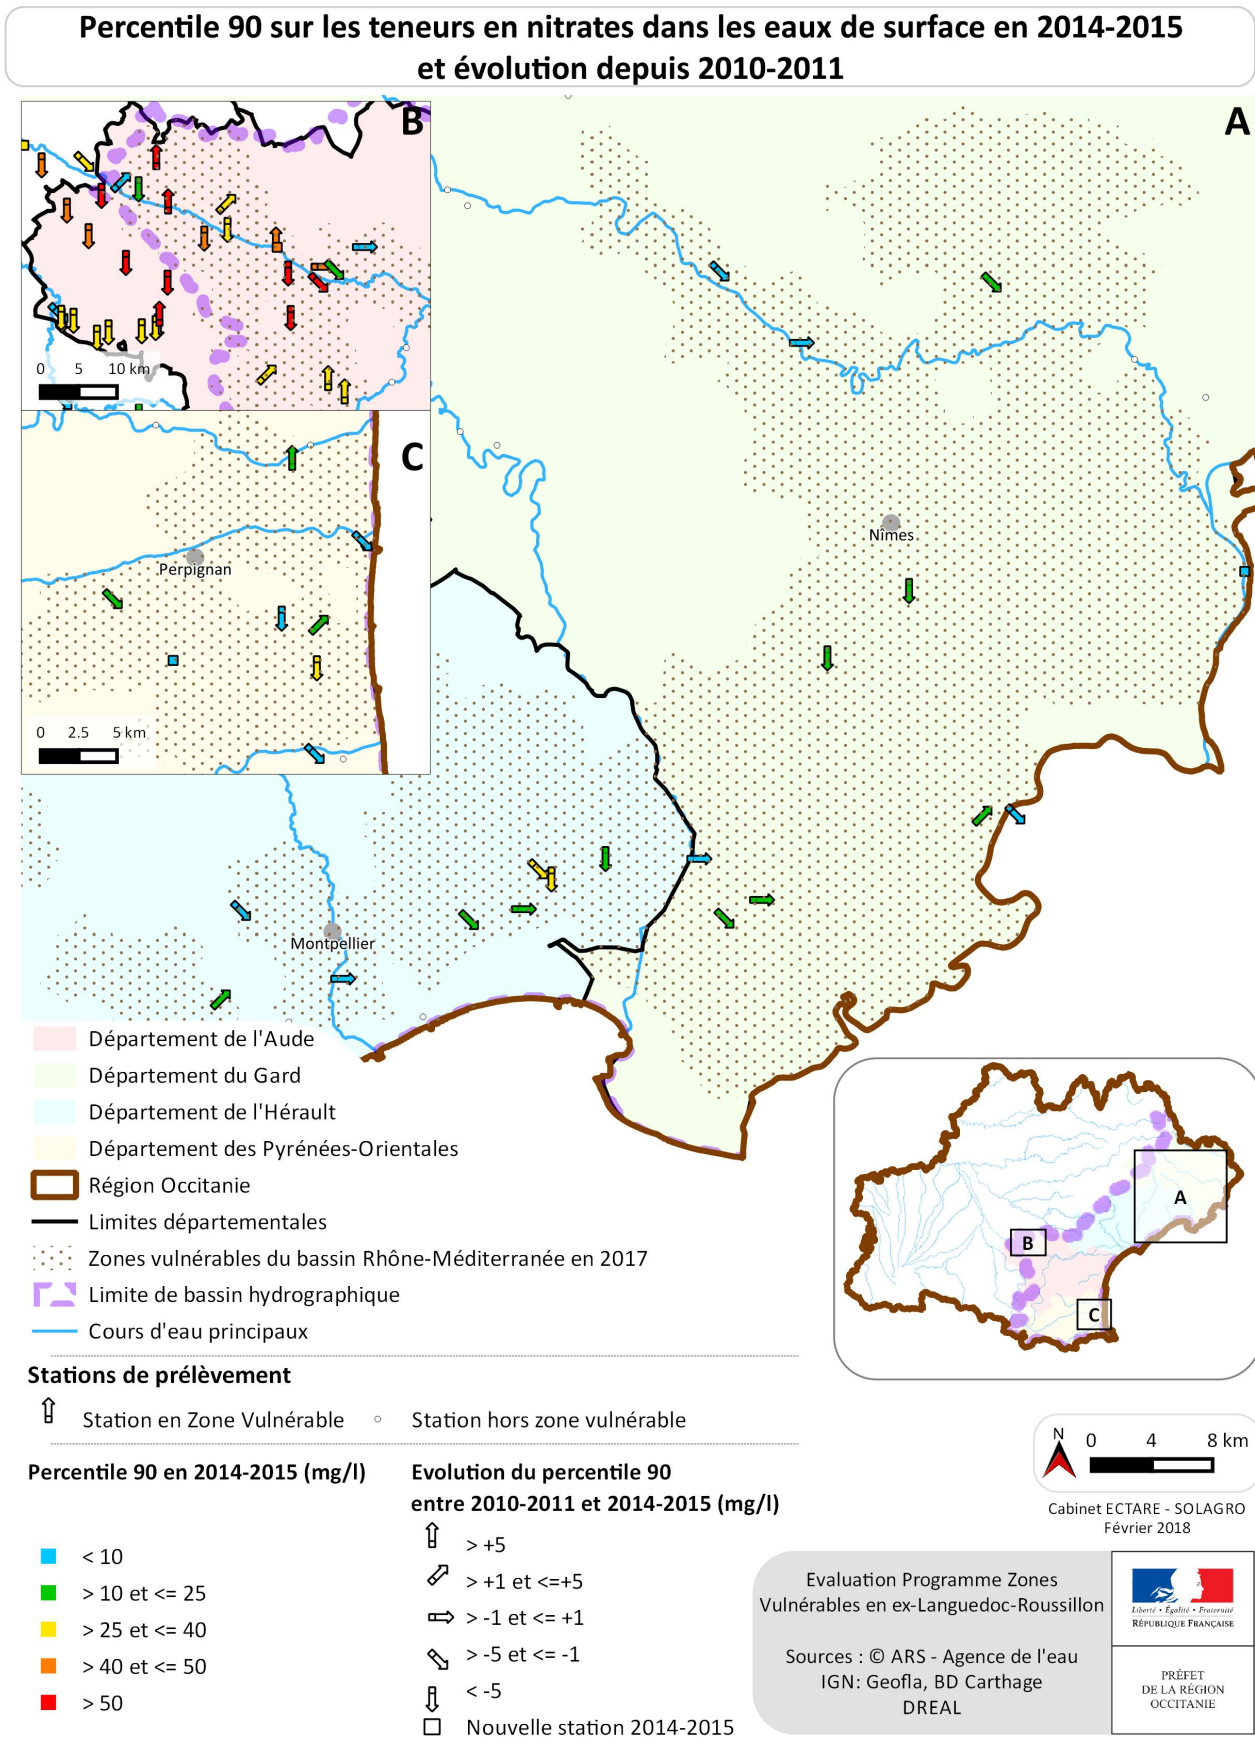 Percentile 90 sur les teneurs en nitrates dans les eaux de surface en 2014-2015
et évolution depuis 2010-2011
B
A
0 5 10 km
C
Perpignan
0 2.5 5 km
Nîmes
Montpellier
Département de l'Aude
Département du Gard
Département de l'Hérault
Département des Pyrénées-Orientales
Région Occitanie
Limites départementales
Zones vulnérables du bassin Rhône-Méditerranée en 2017
Limite de bassin hydrographique
Cours d'eau principaux
A
B
C
Stations de prélèvement
Station en Zone Vulnérable
Station hors zone vulnérable
Percentile 90 en 2014-2015 (mg/l)
< 10
> 10 et <= 25
> 25 et <= 40
> 40 et <= 50
> 50
Evolution du percentile 90
entre 2010-2011 et 2014-2015 (mg/l)
> +5
> +1 et <=+5
> -1 et <= +1
> -5 et <= -1
< -5
Nouvelle station 2014-2015
N
0 4 8 km
Cabinet ECTARE - SOLAGRO
Février 2018
Evaluation Programme Zones
Vulnérables en ex-Languedoc-Roussillon
Sources : © ARS - Agence de l'eau
IGN: Geofla, BD Carthage
DREAL
Liberté • Égalité • Fraternité
RÉPUBLIQUE FRANÇAISE
PRÉFET
DE LA RÉGION
OCCITANIE